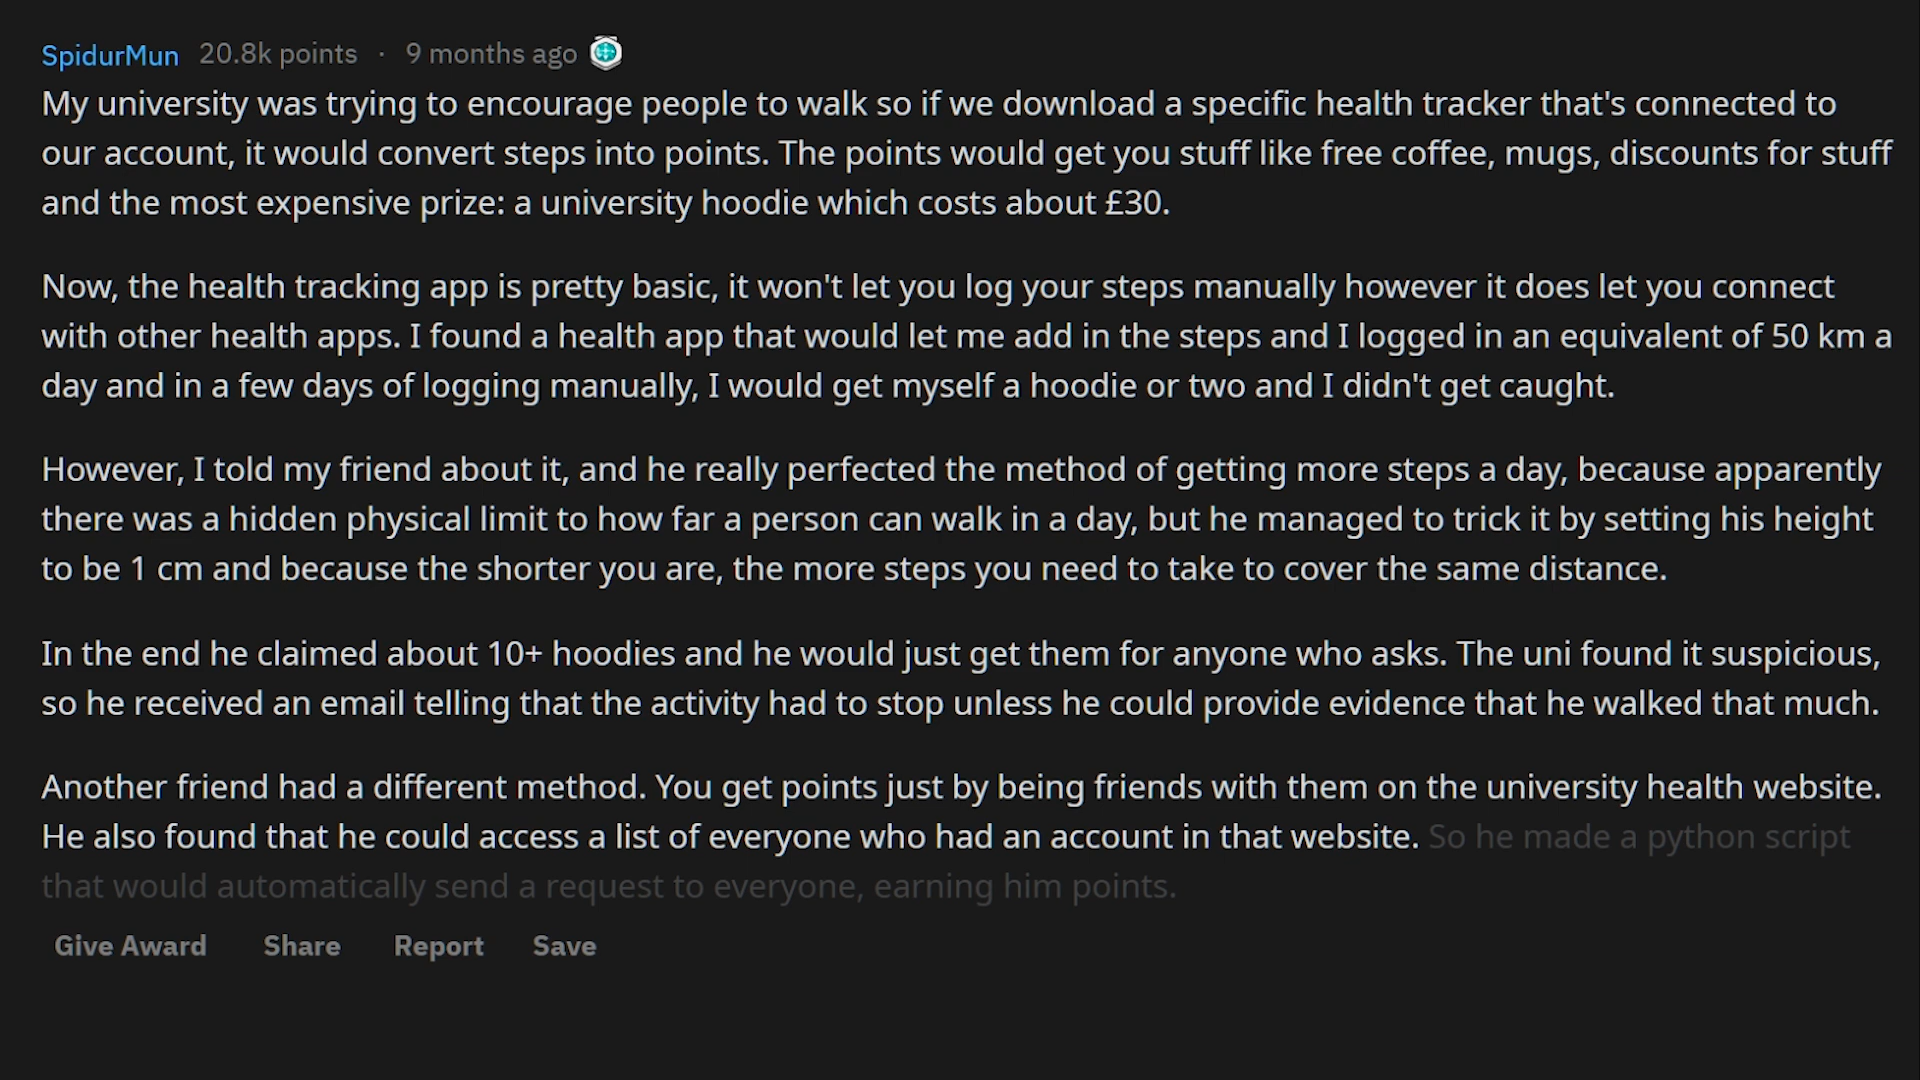 SpidurMun 20.8k points · 9 months ago
My university was trying to encourage people to walk so if we download a specific health tracker that's connected to
our account, it would convert steps into points. The points would get you stuff like free coffee, mugs, discounts for stuff
and the most expensive prize: a university hoodie which costs about £30.
Now, the health tracking app is pretty basic, it won't let you log your steps manually however it does let you connect
with other health apps. I found a health app that would let me add in the steps and I logged in an equivalent of 50 km a
day and in a few days of logging manually, I would get myself a hoodie or two and I didn't get caught.
However, I told my friend about it, and he really perfected the method of getting more steps a day, because apparently
there was a hidden physical limit to how far a person can walk in a day, but he managed to trick it by setting his height
to be 1 cm and because the shorter you are, the more steps you need to take to cover the same distance.
In the end he claimed about 10+ hoodies and he would just get them for anyone who asks. The uni found it suspicious,
so he received an email telling that the activity had to stop unless he could provide evidence that he walked that much.
Another friend had a different method. You get points just by being friends with them on the university health website.
He also found that he could access a list of everyone who had an account in that website. So he made a python script
that would automatically send a request to everyone, earning him points.
Give Award Share Report Save